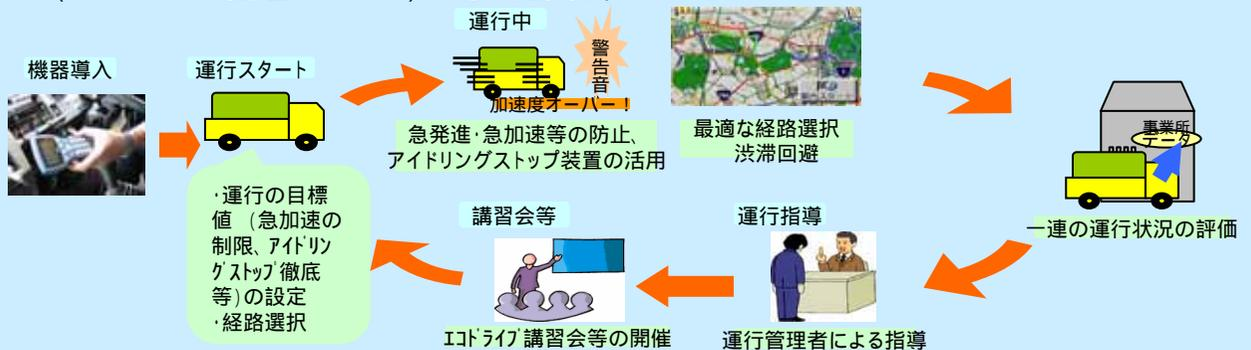 機器導入
運行スタート
運行中
警告音
加速度オーバー！
急発進・急加速等の防止、
アイドリングストップ装置の活用
最適な経路選択
渋滞回避
事業所
データ
一連の運行状況の評価
運行指導
運行管理者による指導
講習会等
ｴｺﾄﾞﾗｲﾌﾞ講習会等の開催
・運行の目標
値 （急加速の
制限、ｱｲﾄﾞﾘﾝ
ｸﾞｽﾄｯﾌﾟ徹底
等）の設定
・経路選択